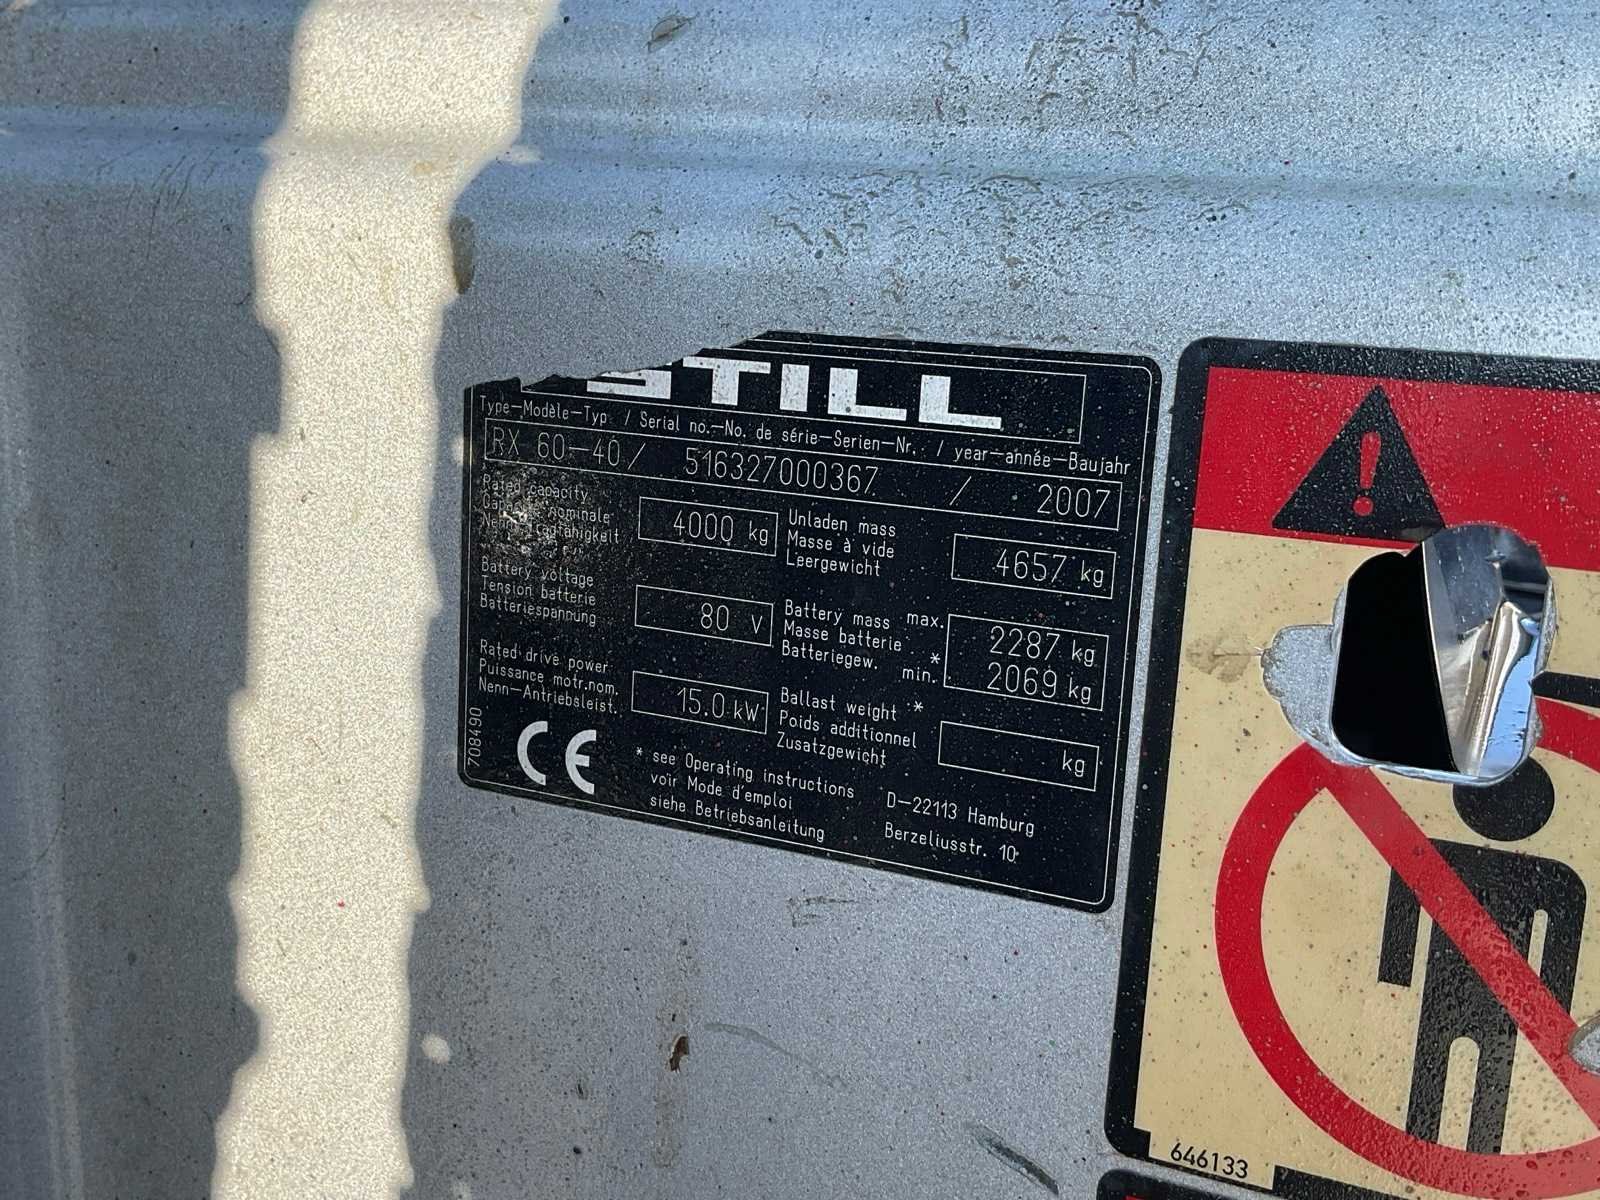 STILL
Type-Modèle-Typ / Serial no.-No. de série-Serien-Nr. / year-année-Baujahr
RX 60-40 / 516327000367 / 2007
Rated capacity
Capacité nominale
Nenn-Tragfähigkeit
4000 kg
Unladen mass
Masse à vide
Leergewicht
4657 kg
Battery voltage
Tension batterie
Batteriespannung
80 V
Battery mass max.
Masse batterie *
Batteriegew. min.
2287 kg
2069 kg
Rated drive power
Puissance motr.nom.
Nenn-Antriebsleist.
15.0 kW
Ballast weight *
Poids additionnel
Zusatzgewicht
kg
708490
CE
* see Operating instructions
voir Mode d'emploi
siehe Betriebsanleitung
D-22113 Hamburg
Berzeliusstr. 10
!
646133